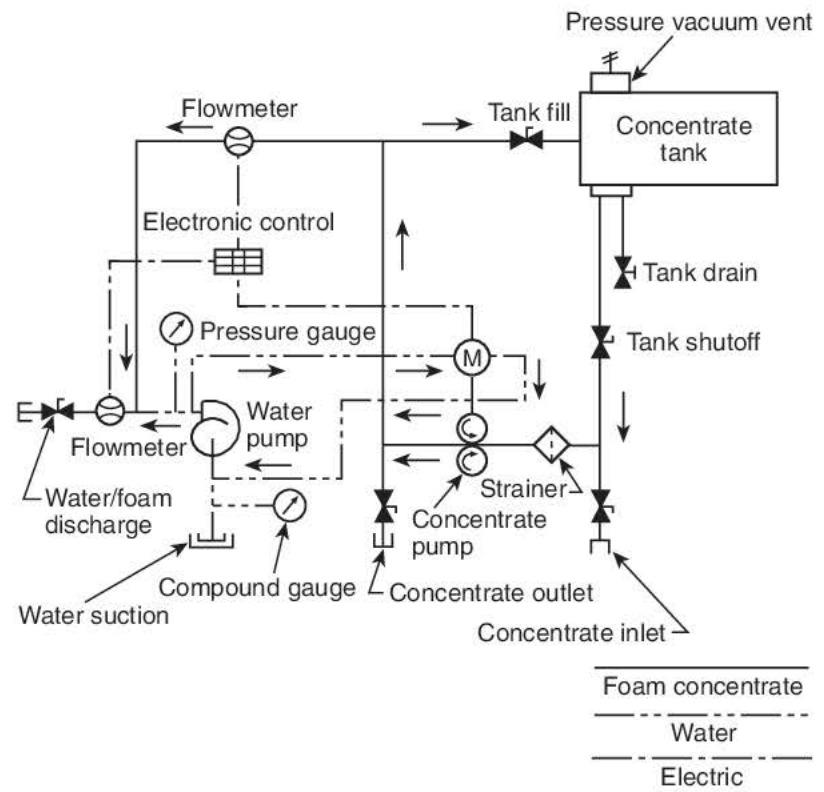 Pressure vacuum vent
Flowmeter
Tank fill
Concentrate
tank
Electronic control
Tank drain
Pressure gauge
M
Tank shutoff
Water
pump
Flowmeter
Strainer
Water/foam
discharge
Concentrate
pump
Compound gauge
Concentrate outlet
Water suction
Concentrate inlet
Foam concentrate
Water
Electric